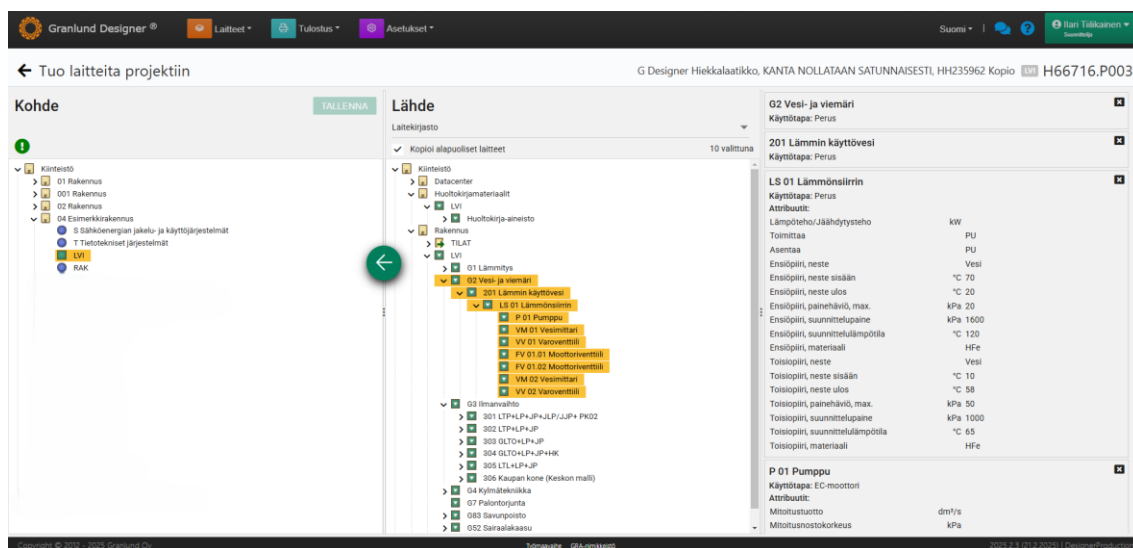 Granlund Designer ®
Laitteet
Tulostus
Asetukset
Suomi
Ilari Tiilikainen
Suunnittelija
Tuo laitteita projektiin
G Designer Hiekkalaatikko, KANTA NOLLATAAN SATUNNAISESTI, HH235962 Kopio LVI H66716.P003
Kohde
TALLENNA
Kiinteistö
01 Rakennus
001 Rakennus
02 Rakennus
04 Esimerkkirakennus
S Sähköenergian jakelu- ja käyttöjärjestelmät
T Tietotekniset järjestelmät
LVI
RAK
Lähde
Laitekirjasto
Kopioi alapuoliset laitteet
10 valittuna
Kiinteistö
Datacenter
Huoltokirjamateriaalit
LVI
Huoltokirja-aineisto
Rakennus
TILAT
LVI
G1 Lämmitys
G2 Vesi- ja viemäri
201 Lämmin käyttövesi
LS 01 Lämmönsiirrin
P 01 Pumppu
VM 01 Vesimittari
VV 01 Varoventtiili
FV 01.01 Moottoriventtiili
FV 01.02 Moottoriventtiili
VM 02 Vesimittari
VV 02 Varoventtiili
G3 Ilmanvaihto
301 LTP+LP+JP+JLP/JJP+ PK02
302 LTP+LP+JP
303 GLTO+LP+JP
304 GLTO+LP+JP+HK
305 LTL+LP+JP
306 Kaupan kone (Keskon malli)
G4 Kylmätekniikka
G7 Palontorjunta
G83 Savunpoisto
G52 Sairaalakaasu
G2 Vesi- ja viemäri
Käyttötapa: Perus
201 Lämmin käyttövesi
Käyttötapa: Perus
LS 01 Lämmönsiirrin
Käyttötapa: Perus
Attribuutit:
Lämpöteho/Jäähdytysteho kW
Toimittaa PU
Asentaa PU
Ensiöpiiri, neste Vesi
Ensiöpiiri, neste sisään °C 70
Ensiöpiiri, neste ulos °C 20
Ensiöpiiri, painehäviö, max. kPa 20
Ensiöpiiri, suunnittelupaine kPa 1600
Ensiöpiiri, suunnittelulämpötila °C 120
Ensiöpiiri, materiaali HFe
Toisiopiiri, neste Vesi
Toisiopiiri, neste sisään °C 10
Toisiopiiri, neste ulos °C 58
Toisiopiiri, painehäviö, max. kPa 50
Toisiopiiri, suunnittelupaine kPa 1000
Toisiopiiri, suunnittelulämpötila °C 65
Toisiopiiri, materiaali HFe
P 01 Pumppu
Käyttötapa: EC-moottori
Attribuutit:
Mitoitustuotto dm³/s
Mitoitusnostokorkeus kPa
Copyright © 2012 - 2025 Granlund Oy
Työmaavaihe GRA-nimikkeistö
2025.2.3 (21.2.2025) | DesignerProduction